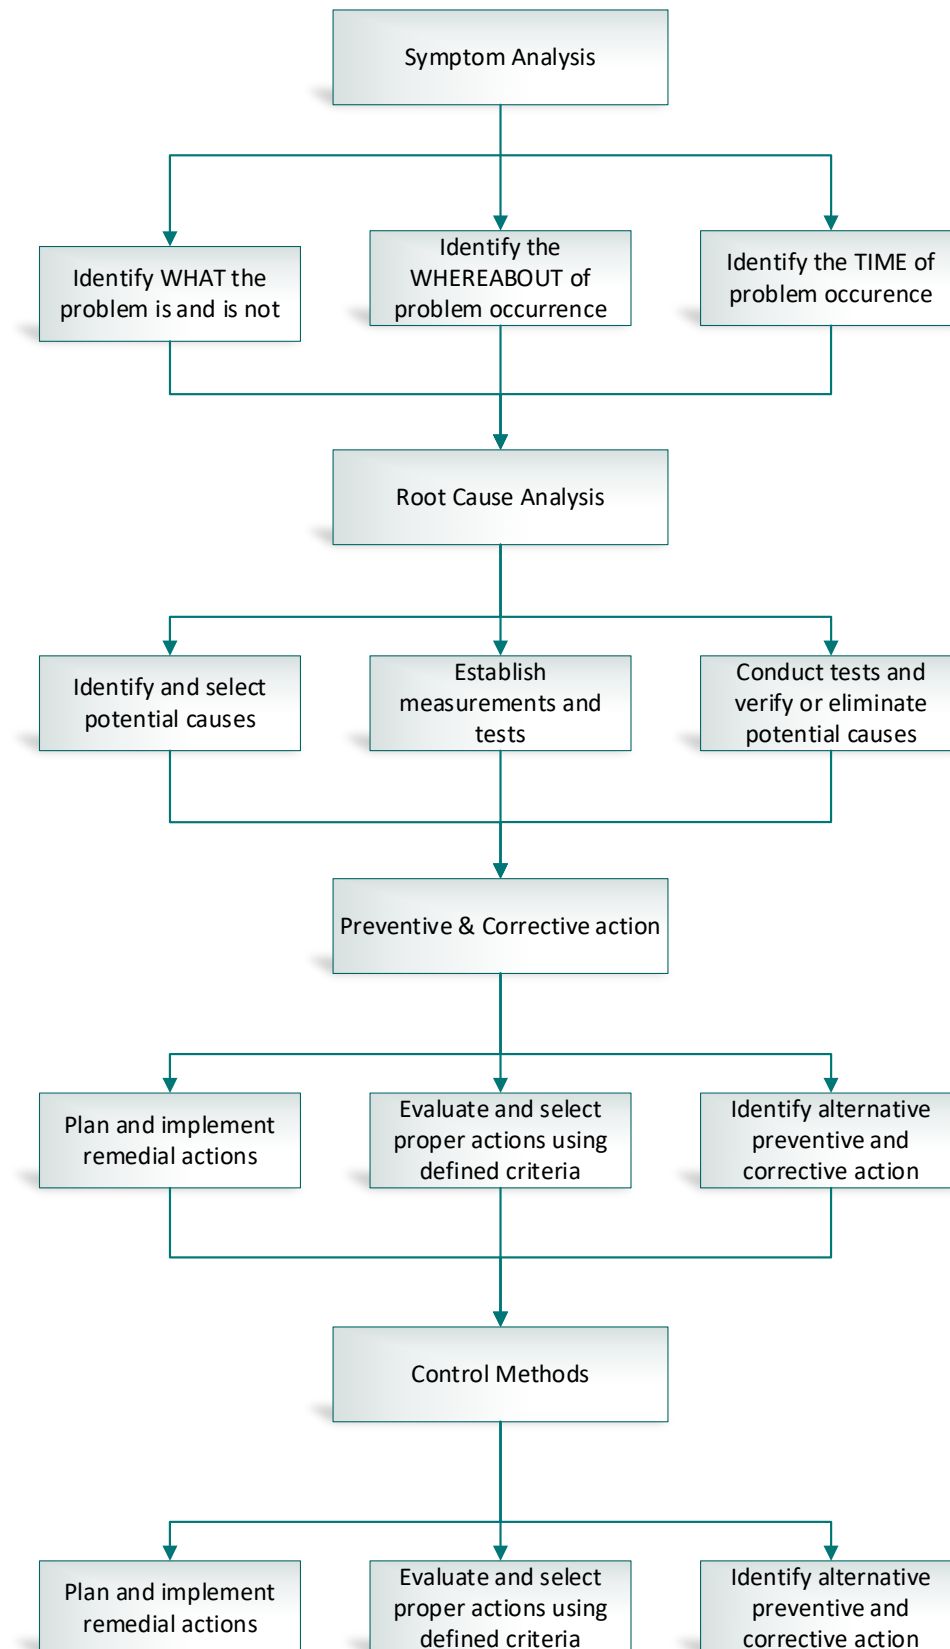 Symptom Analysis
Identify WHAT the
problem is and is not
Identify the
WHEREABOUT of
problem occurrence
Identify the TIME of
problem occurence
Root Cause Analysis
Identify and select
potential causes
Establish
measurements and
tests
Conduct tests and
verify or eliminate
potential causes
Preventive & Corrective action
Plan and implement
remedial actions
Evaluate and select
proper actions using
defined criteria
Identify alternative
preventive and
corrective action
Control Methods
Plan and implement
remedial actions
Evaluate and select
proper actions using
defined criteria
Identify alternative
preventive and
corrective action